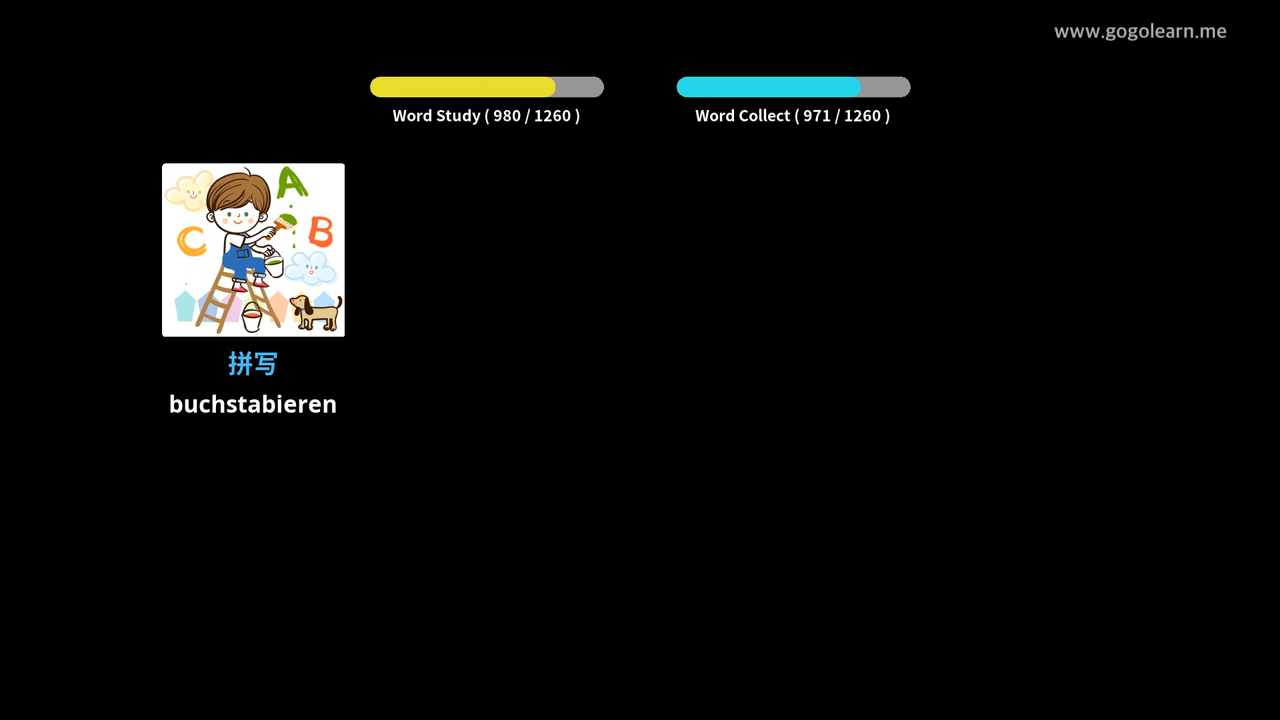 www.gogolearn.me
Word Study ( 980 / 1260 )
Word Collect ( 971 / 1260 )
A
B
C
拼写
buchstabieren